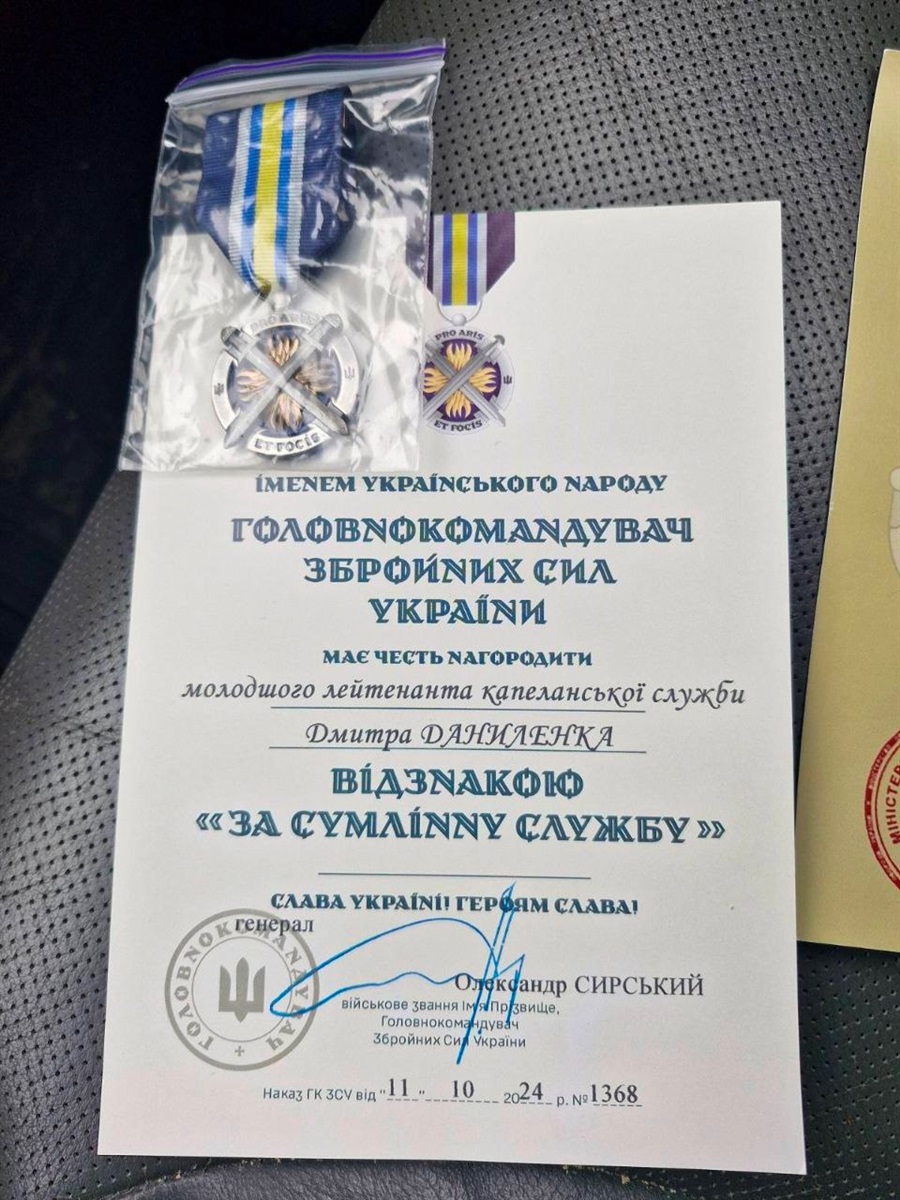 PRO ARIS
ET FOCIS
PRO ARIS
ET FOCIS
ІМЕНЕМ УКРАЇНСЬКОГО НАРОДУ
ГОЛОВНОКОМАНДУВАЧ
ЗБРОЙНИХ СИЛ
УКРАЇНИ
МАЄ ЧЕСТЬ НАГОРОДИТИ
молодшого лейтенанта капеланської служби
Дмитра ДАНИЛЕНКА
ВІДЗНАКОЮ
«ЗА СУМЛІННУ СЛУЖБУ»
СЛАВА УКРАЇНІ! ГЕРОЯМ СЛАВА!
генерал
ГОЛОВНОКОМАНДУВАЧ
Олександр СИРСЬКИЙ
військове звання Ім'я Прізвище,
Головнокомандувач
Збройних Сил України
Наказ ГК ЗСУ від "11" 10 2024 р. № 1368